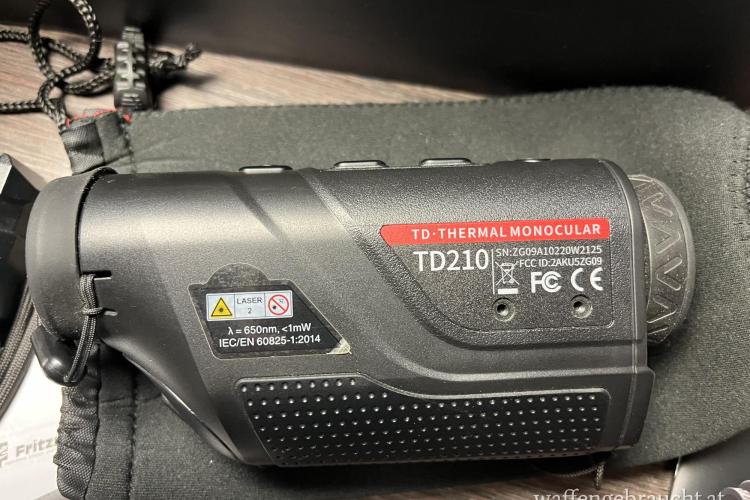 TD·THERMAL MONOCULAR
TD210
SN:ZG09A10220W2125
FCC ID:2AKU5ZG09
FC CE
LASER
2
λ = 650nm, <1mW
IEC/EN 60825-1:2014
Fritz
waffengebraucht.at